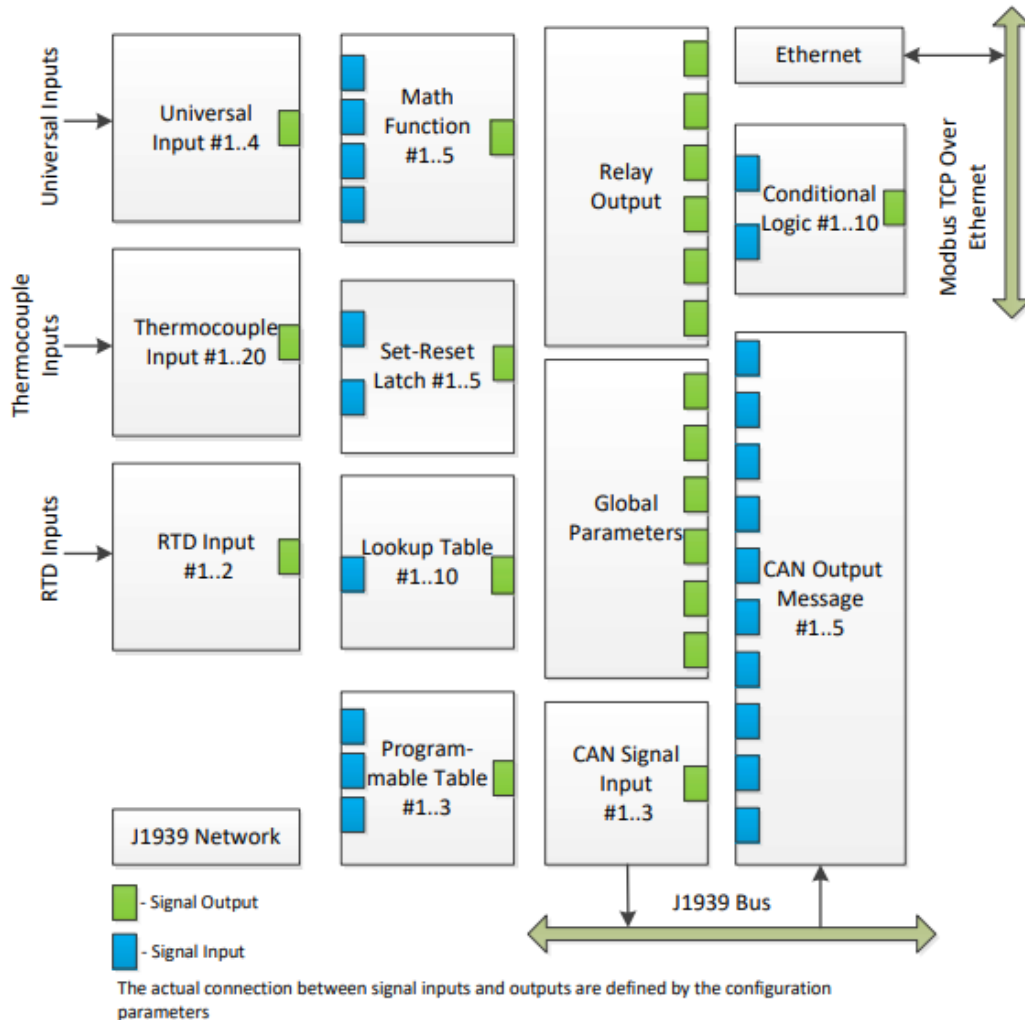 Universal Inputs
Universal
Input #1..4
Math
Function
#1..5
Relay
Output
Ethernet
Conditional
Logic #1..10
Modbus TCP Over
Ethernet
Thermocouple
Inputs
Thermocouple
Input #1..20
Set-Reset
Latch #1..5
Global
Parameters
CAN Output
Message
#1..5
RTD Inputs
RTD Input
#1..2
Lookup Table
#1..10
Program-
mable Table
#1..3
CAN Signal
Input
#1..3
J1939 Network
J1939 Bus
- Signal Output
- Signal Input
The actual connection between signal inputs and outputs are defined by the configuration
parameters